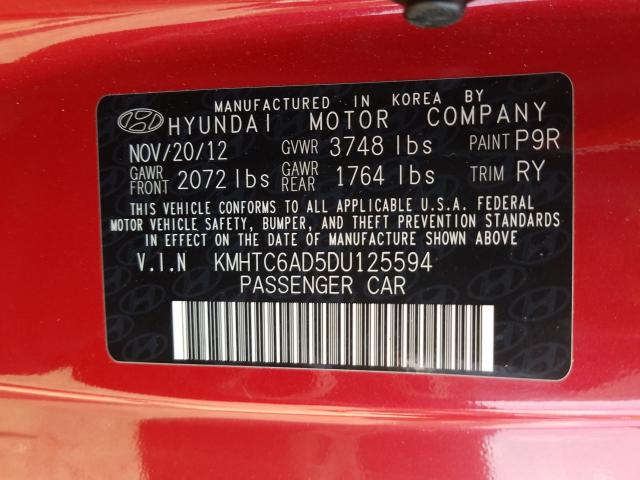 MANUFACTURED IN KOREA BY
HYUNDAI MOTOR COMPANY
NOV/20/12 GVWR 3748 lbs PAINT P9R
GAWR FRONT 2072 lbs GAWR REAR 1764 lbs TRIM RY
THIS VEHICLE CONFORMS TO ALL APPLICABLE U.S.A. FEDERAL
MOTOR VEHICLE SAFETY, BUMPER, AND THEFT PREVENTION STANDARDS
IN EFFECT ON THE DATE OF MANUFACTURE SHOWN ABOVE
V.I.N KMHTC6AD5DU125594
PASSENGER CAR